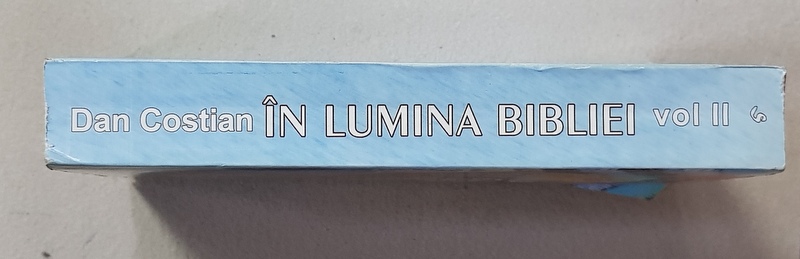 Dan Costian ÎN LUMINA BIBLIEI vol II